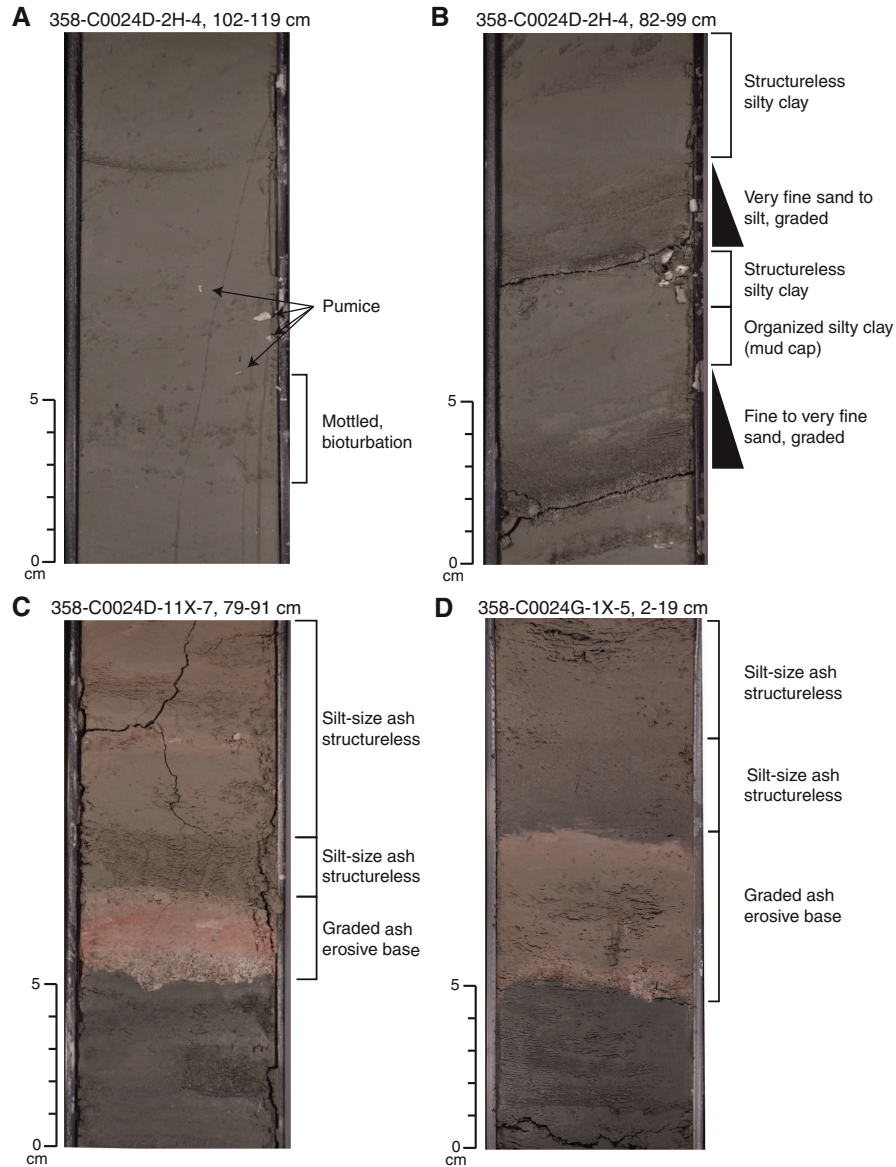 A 358-C0024D-2H-4, 102-119 cm
Pumice
Mottled,
bioturbation
5
0
cm
B 358-C0024D-2H-4, 82-99 cm
Structureless
silty clay
Very fine sand to
silt, graded
Structureless
silty clay
Organized silty clay
(mud cap)
Fine to very fine
sand, graded
5
0
cm
C 358-C0024D-11X-7, 79-91 cm
Silt-size ash
structureless
Silt-size ash
structureless
Graded ash
erosive base
5
0
cm
D 358-C0024G-1X-5, 2-19 cm
Silt-size ash
structureless
Silt-size ash
structureless
Graded ash
erosive base
5
0
cm